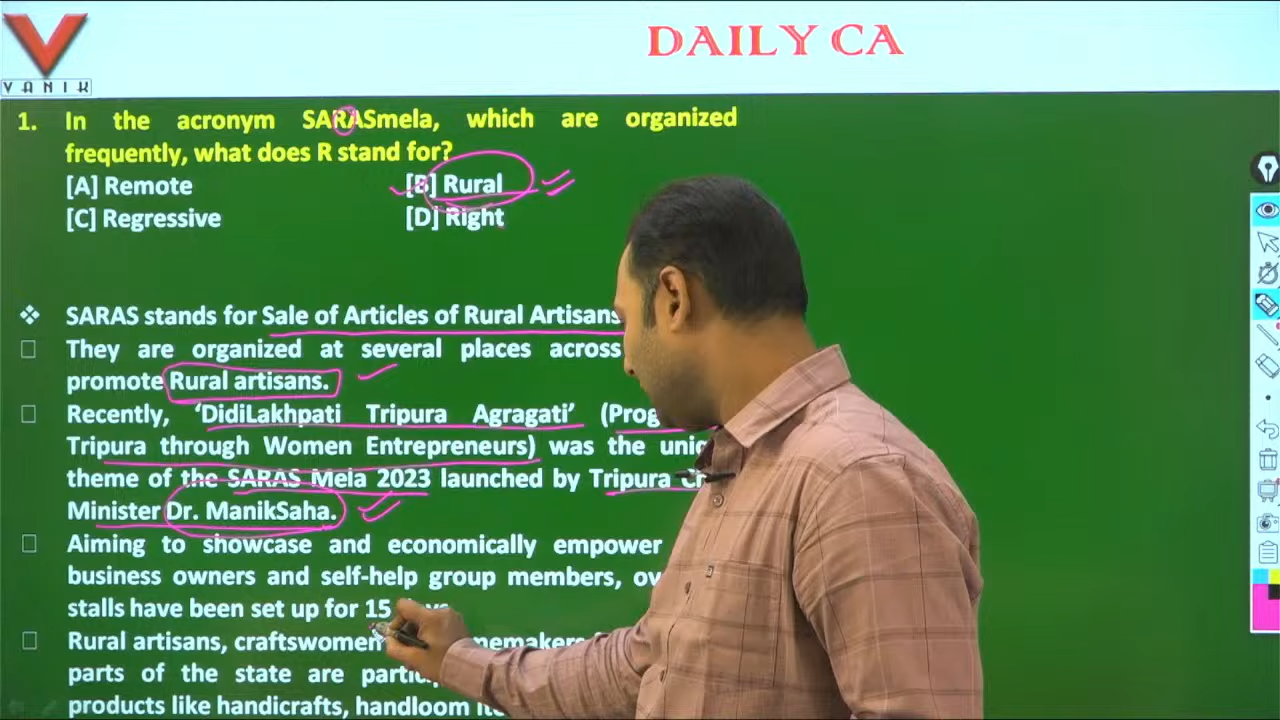 VANIK
DAILY CA
1. In the acronym SARASmela, which are organized
frequently, what does R stand for?
[A] Remote [B] Rural
[C] Regressive [D] Right
❖ SARAS stands for Sale of Articles of Rural Artisans
They are organized at several places across
promote Rural artisans.
Recently, ‘DidiLakhpati Tripura Agragati’
Tripura through Women Entrepreneurs) was the
theme of the SARAS Mela 2023 launched by Tripura
Minister Dr. ManikSaha.
Aiming to showcase and economically empower
business owners and self-help group members,
stalls have been set up for 15
Rural artisans, craftswomen
parts of the state are
products like handicrafts, handloom